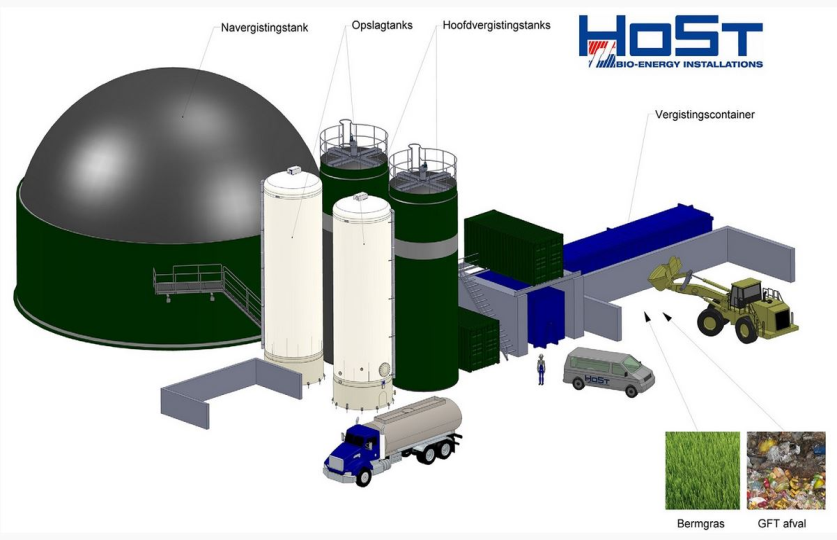 Navergistingstank
Opslagtanks
Hoofdvergistingstanks
HoSt
BIO-ENERGY INSTALLATIONS
Vergistingscontainer
HoSt
Bermgras
GFT afval